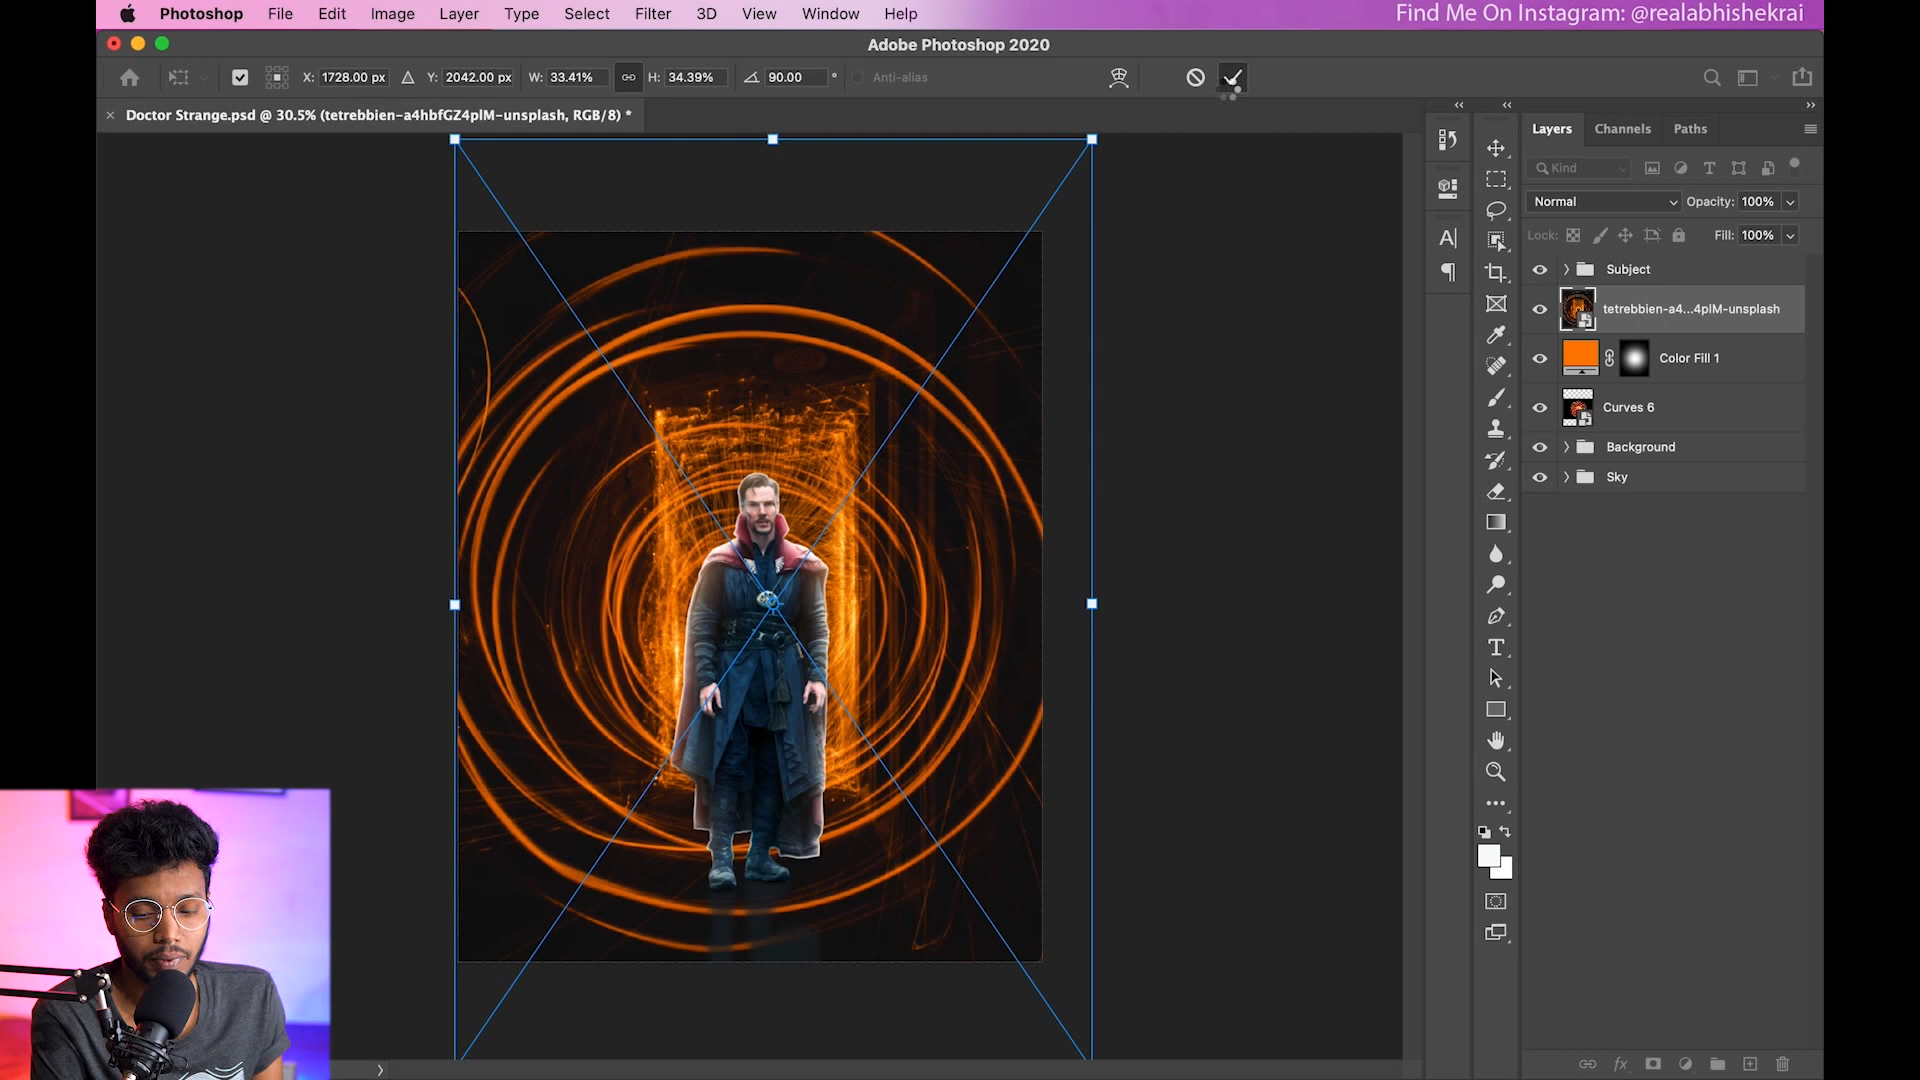 Photoshop File Edit Image Layer Type Select Filter 3D View Window Help
Find Me On Instagram: @realabhishekrai
Adobe Photoshop 2020
X: 1728.00 px Y: 2042.00 px W: 33.41% H: 34.39% 90.00 ° Anti-alias
× Doctor Strange.psd @ 30.5% (tetrebbien-a4hbfGZ4plM-unsplash, RGB/8) *
Layers Channels Paths
Kind
Normal Opacity: 100%
Lock: Fill: 100%
Subject
tetrebbien-a4...4plM-unsplash
Color Fill 1
Curves 6
Background
Sky